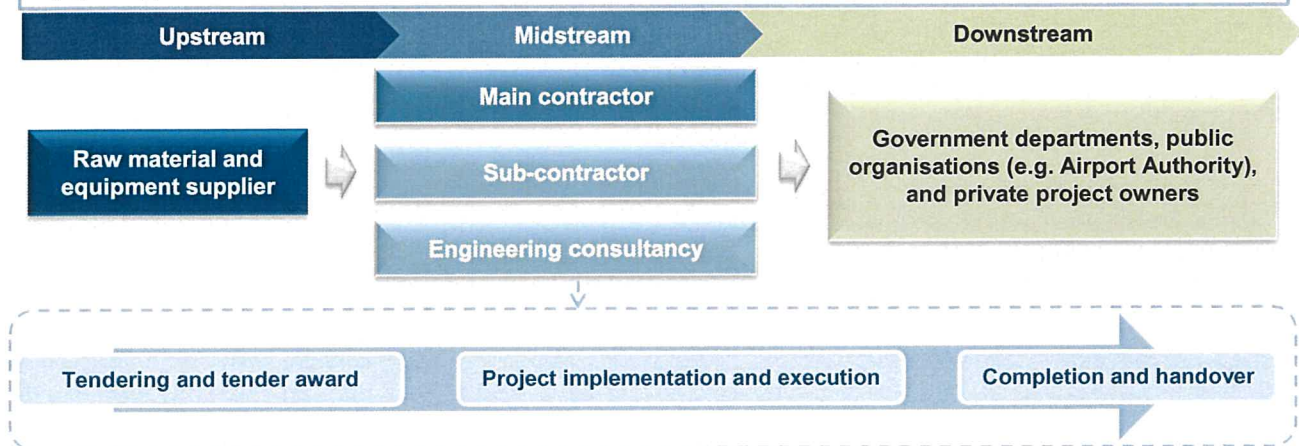 Upstream
Midstream
Downstream
Main contractor
Raw material and
equipment supplier
Sub-contractor
Government departments, public
organisations (e.g. Airport Authority),
and private project owners
Engineering consultancy
Tendering and tender award
Project implementation and execution
Completion and handover